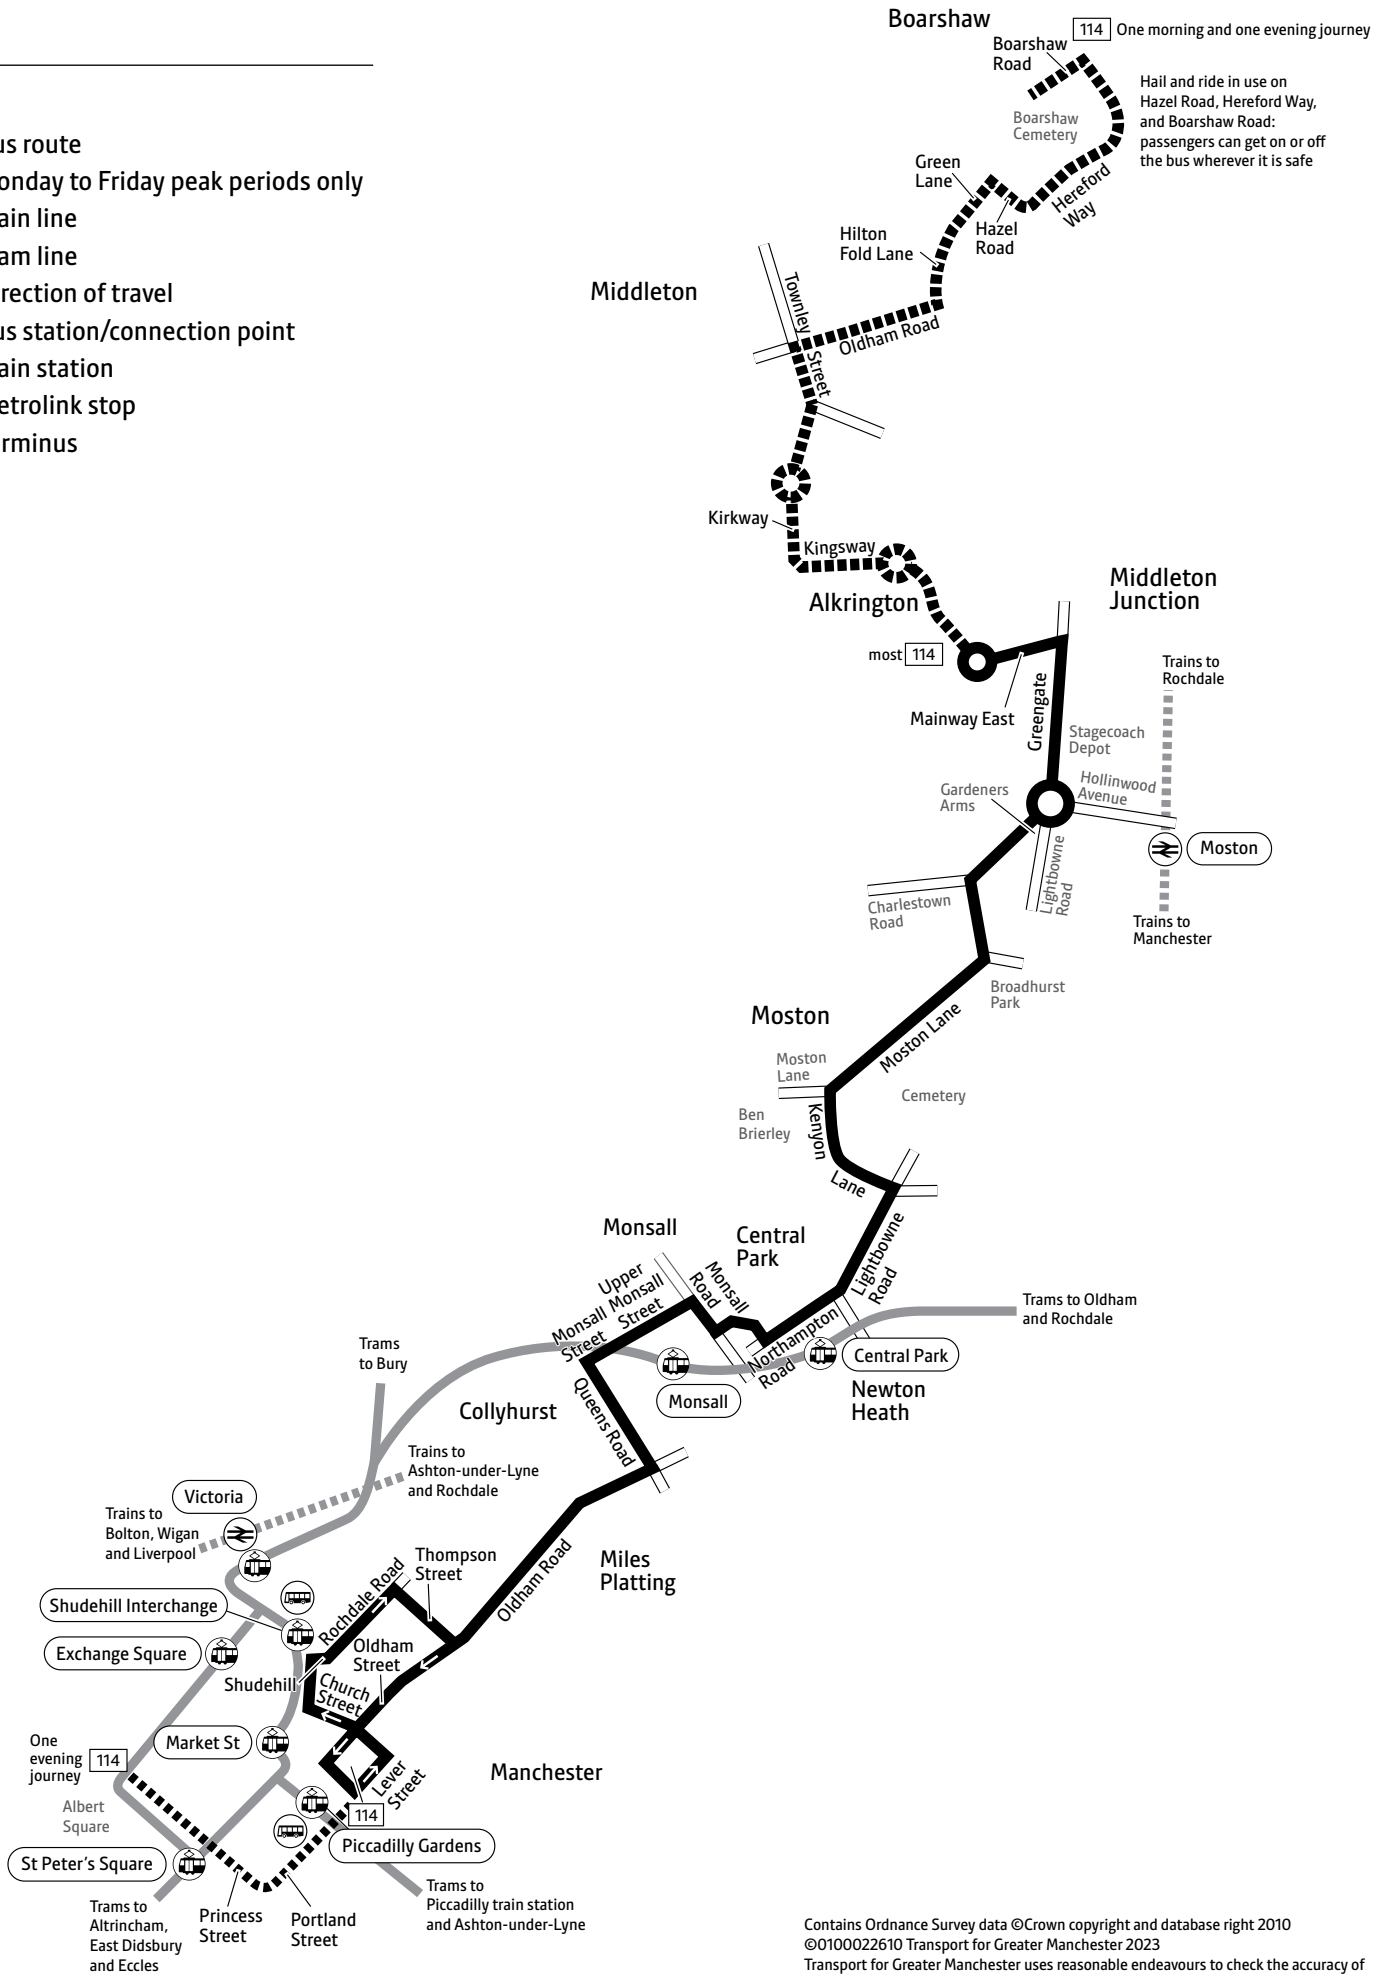 Boarshaw
114 One morning and one evening journey
Boarshaw
Road
Hail and ride in use on
Hazel Road, Hereford Way,
and Boarshaw Road:
passengers can get on or off
the bus wherever it is safe
Boarshaw
Cemetery
us route
onday to Friday peak periods only
ain line
am line
rection of travel
us station/connection point
ain station
etrolink stop
rminus
Green
Lane
Hereford
Way
Hazel
Road
Hilton
Fold Lane
Middleton
Townley
Street
Oldham Road
Kirkway
Kingsway
Alkrington
Middleton
Junction
most 114
Trains to
Rochdale
Mainway East
Greengate
Stagecoach
Depot
Hollinwood
Avenue
Gardeners
Arms
Lightbowne
Road
Moston
Charlestown
Road
Trains to
Manchester
Broadhurst
Park
Moston
Moston Lane
Moston
Lane
Cemetery
Ben
Brierley
Kenyon
Lane
Monsall
Central
Park
Lightbowne
Road
Upper
Monsall
Street
Monsall
Road
Monsall
Street
Northampton
Road
Trams to Oldham
and Rochdale
Central Park
Trams
to Bury
Monsall
Newton
Heath
Collyhurst
Queens Road
Trains to
Ashton-under-Lyne
and Rochdale
Victoria
Trains to
Bolton, Wigan
and Liverpool
Thompson
Street
Miles
Platting
Oldham Road
Rochdale Road
Shudehill Interchange
Exchange Square
Oldham
Street
Shudehill
Church
Street
Market St
One
evening
journey
114
Lever
Street
Manchester
Albert
Square
114
Piccadilly Gardens
St Peter's Square
Trams to
Piccadilly train station
and Ashton-under-Lyne
Trams to
Altrincham,
East Didsbury
and Eccles
Princess
Street
Portland
Street
Contains Ordnance Survey data ©Crown copyright and database right 2010
©0100022610 Transport for Greater Manchester 2023
Transport for Greater Manchester uses reasonable endeavours to check the accuracy of